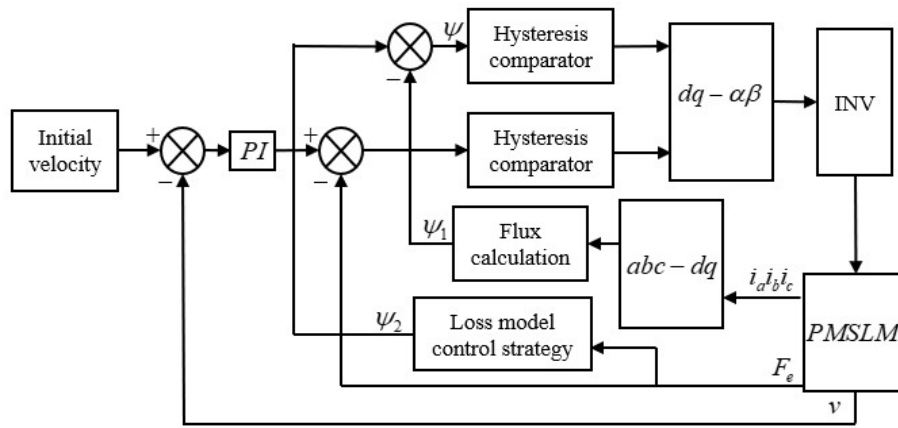 ψ
Hysteresis
comparator
dq − αβ
INV
Initial
velocity
+
−
PI
+
−
−
Hysteresis
comparator
ψ₁
Flux
calculation
abc − dq
iₐi_bi_c
ψ₂
Loss model
control strategy
PMSLM
Fₑ
v